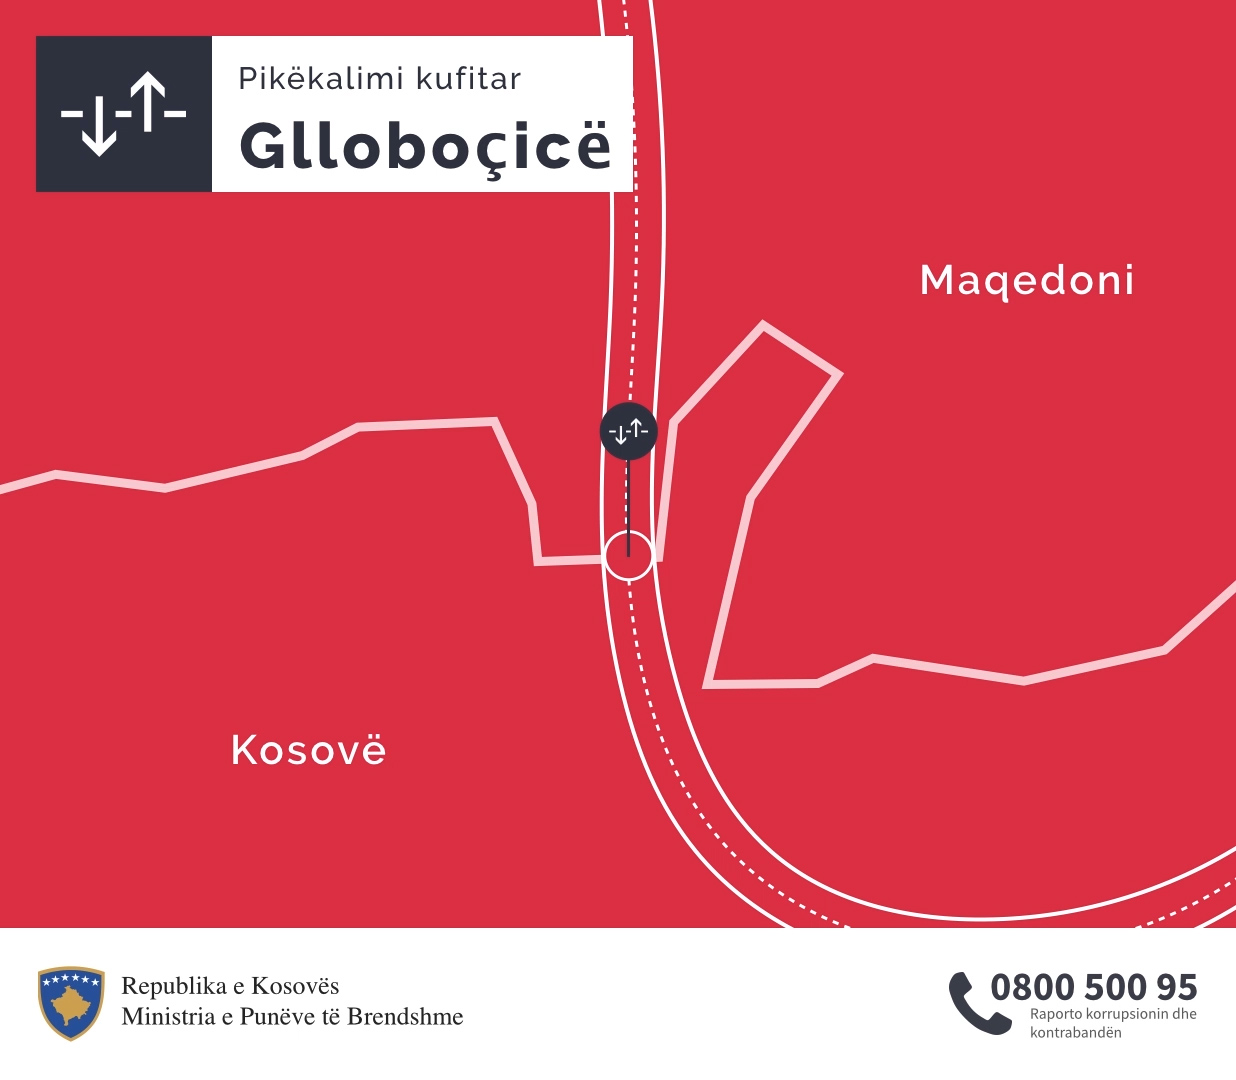 Pikëkalimi kufitar
Glloboçicë
Maqedoni
Kosovë
Republika e Kosovës
Ministria e Punëve të Brendshme
0800 500 95
Raporto korrupsionin dhe
kontrabandën